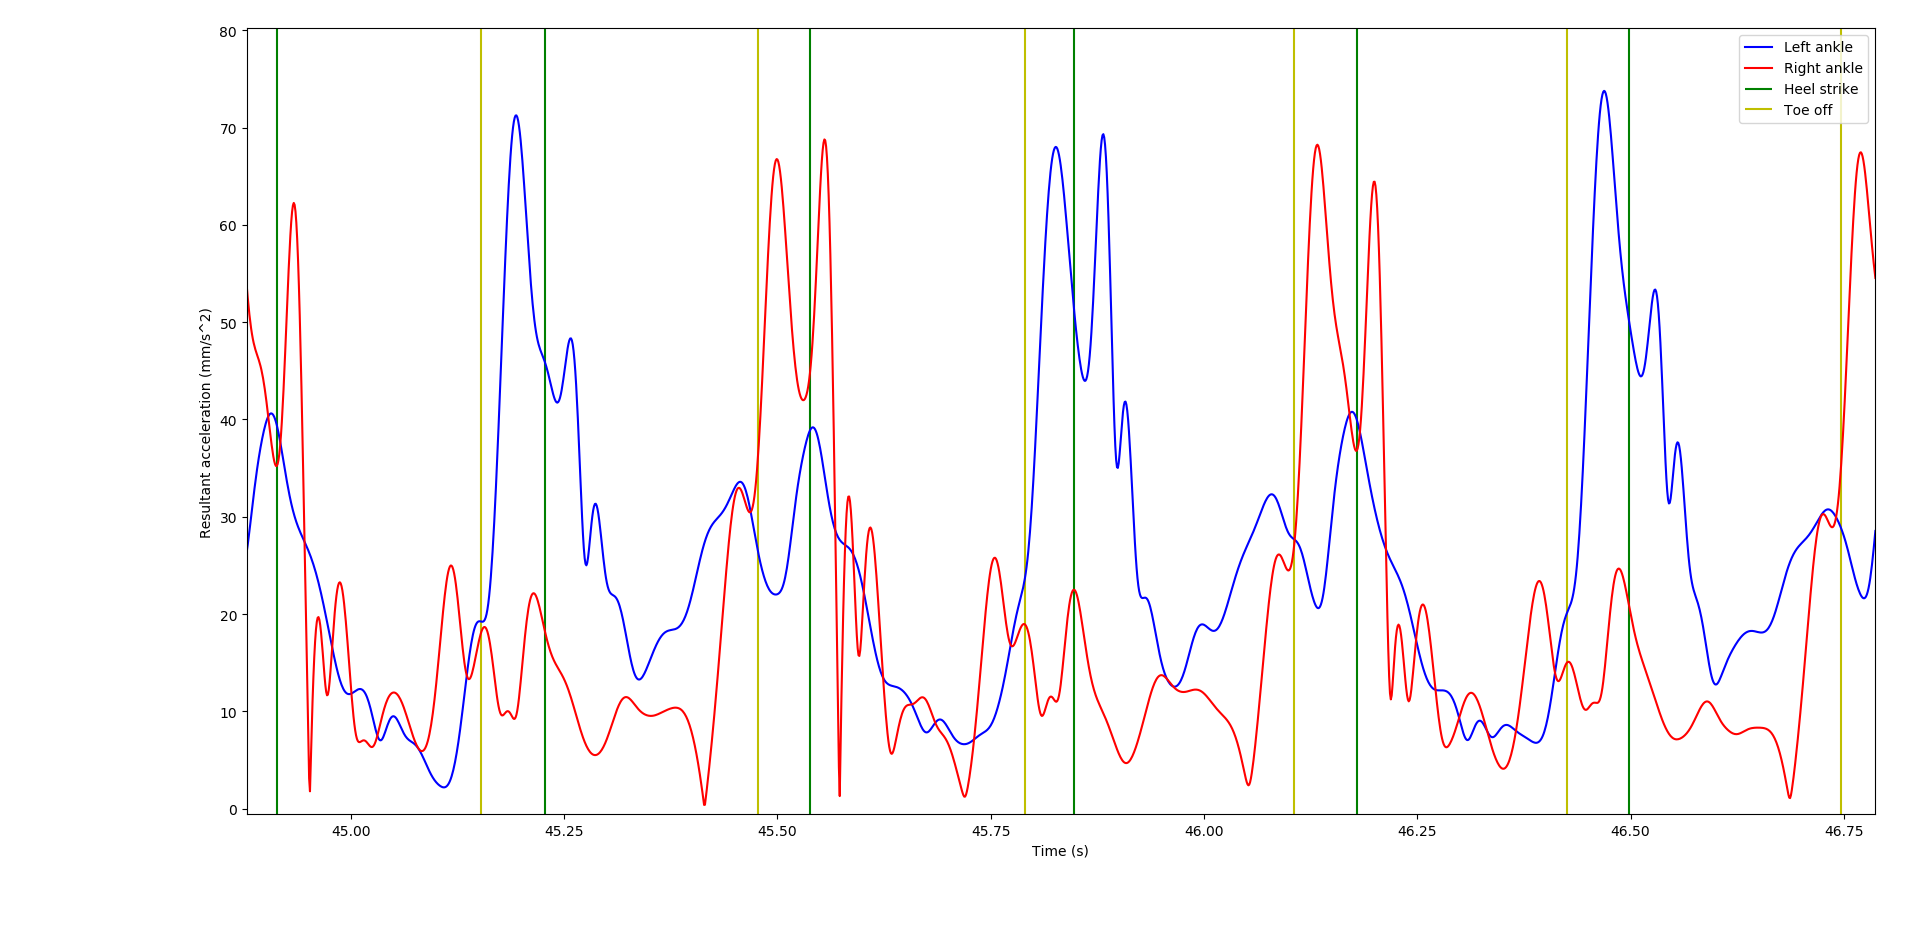 80
70
60
50
40
30
20
10
0
Resultant acceleration (mm/s^2)
Left ankle
Right ankle
Heel strike
Toe off
45.00 45.25 45.50 45.75 46.00 46.25 46.50 46.75
Time (s)